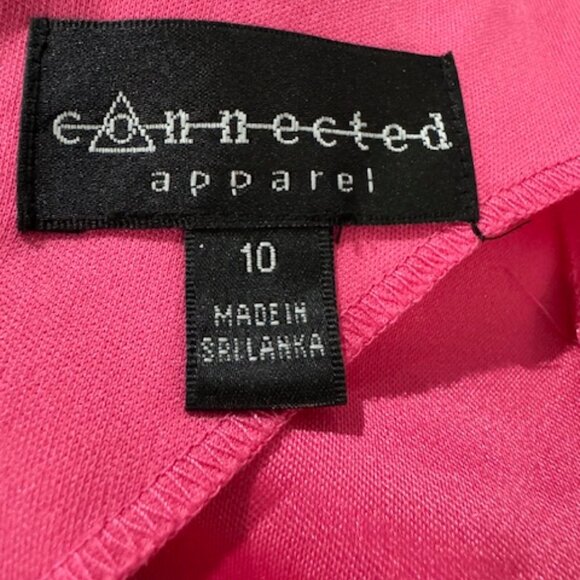 connected
apparel
10
MADE IN
SRI LANKA